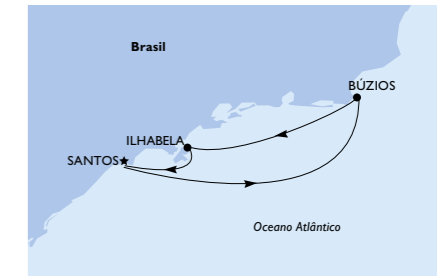 Brasil
BÚZIOS
ILHABELA
SANTOS
Oceano Atlântico